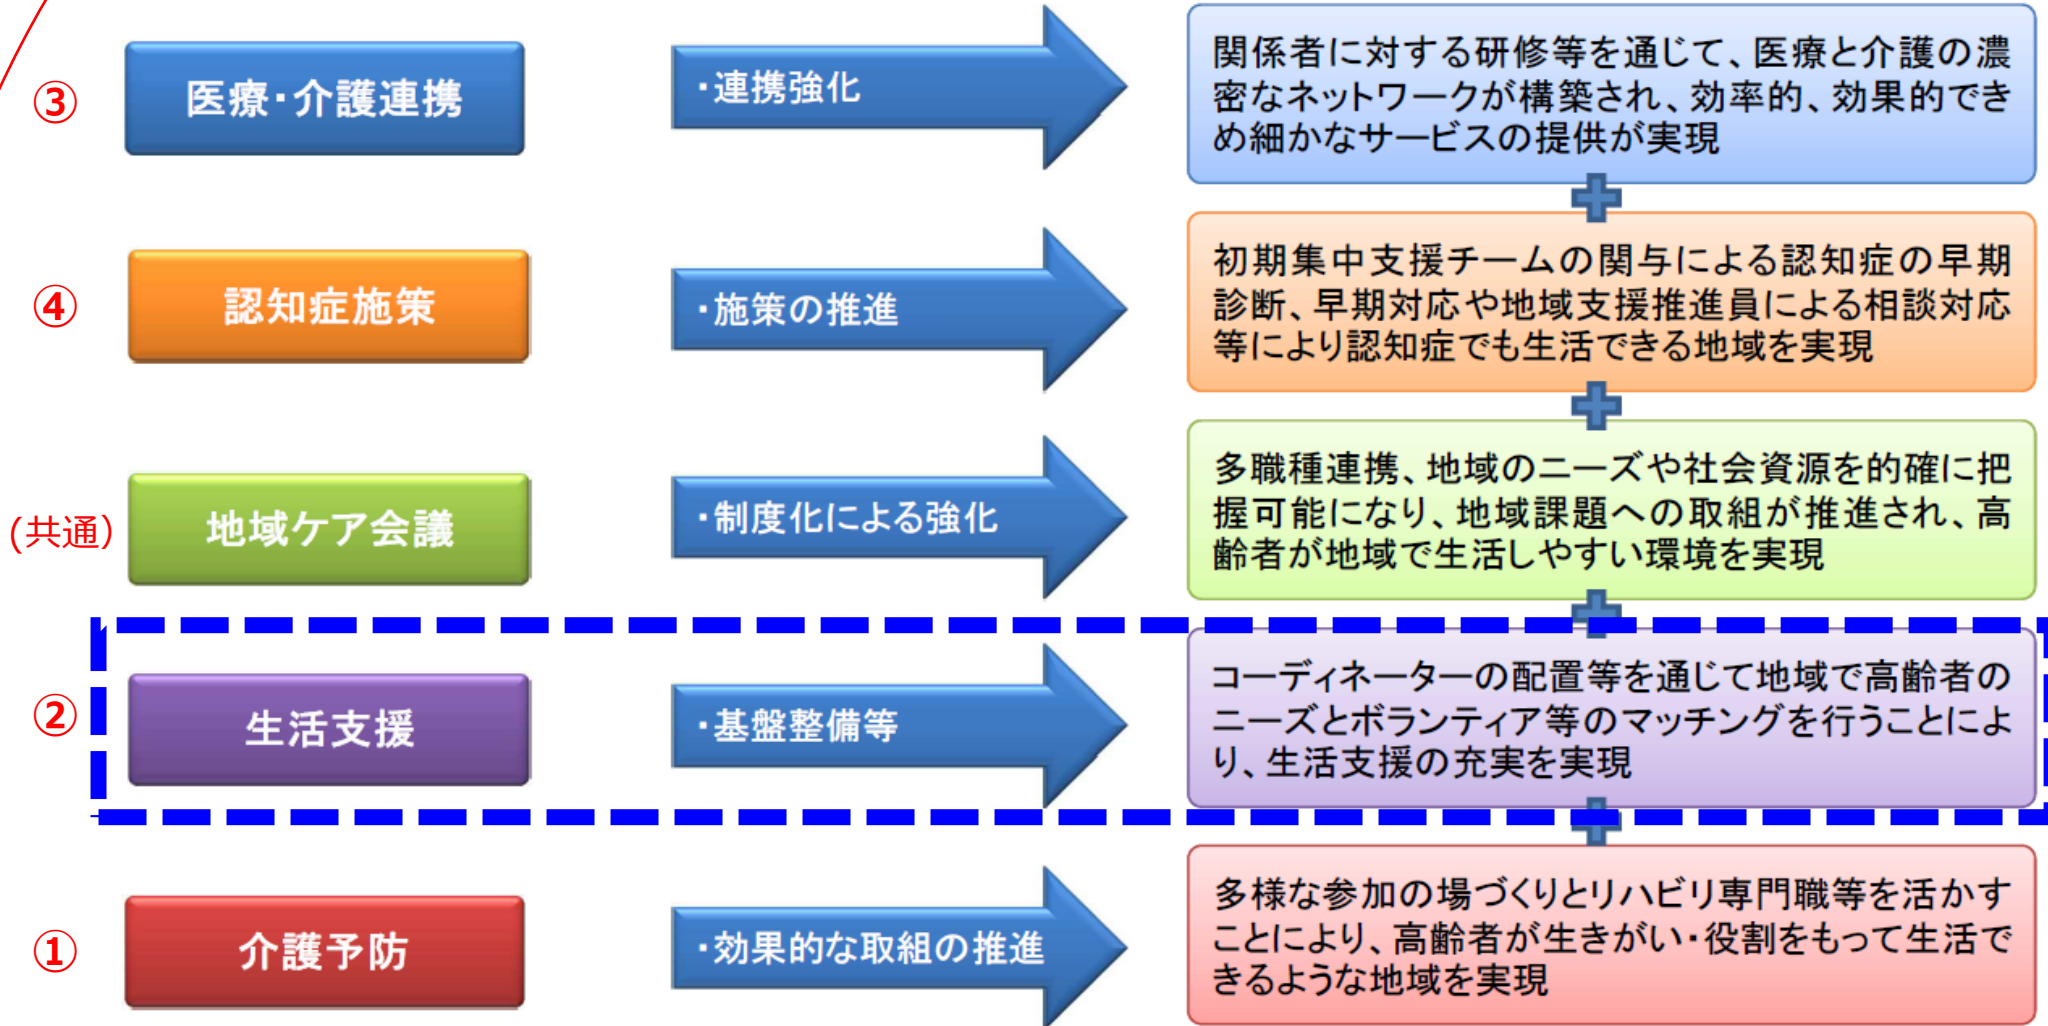 ③
医療・介護連携
・連携強化
関係者に対する研修等を通じて、医療と介護の濃
密なネットワークが構築され、効率的、効果的でき
め細かなサービスの提供が実現
④
認知症施策
・施策の推進
初期集中支援チームの関与による認知症の早期
診断、早期対応や地域支援推進員による相談対応
等により認知症でも生活できる地域を実現
(共通)
地域ケア会議
・制度化による強化
多職種連携、地域のニーズや社会資源を的確に把
握可能になり、地域課題への取組が推進され、高
齢者が地域で生活しやすい環境を実現
②
生活支援
・基盤整備等
コーディネーターの配置等を通じて地域で高齢者の
ニーズとボランティア等のマッチングを行うことによ
り、生活支援の充実を実現
①
介護予防
・効果的な取組の推進
多様な参加の場づくりとリハビリ専門職等を活かす
ことにより、高齢者が生きがい・役割をもって生活で
きるような地域を実現